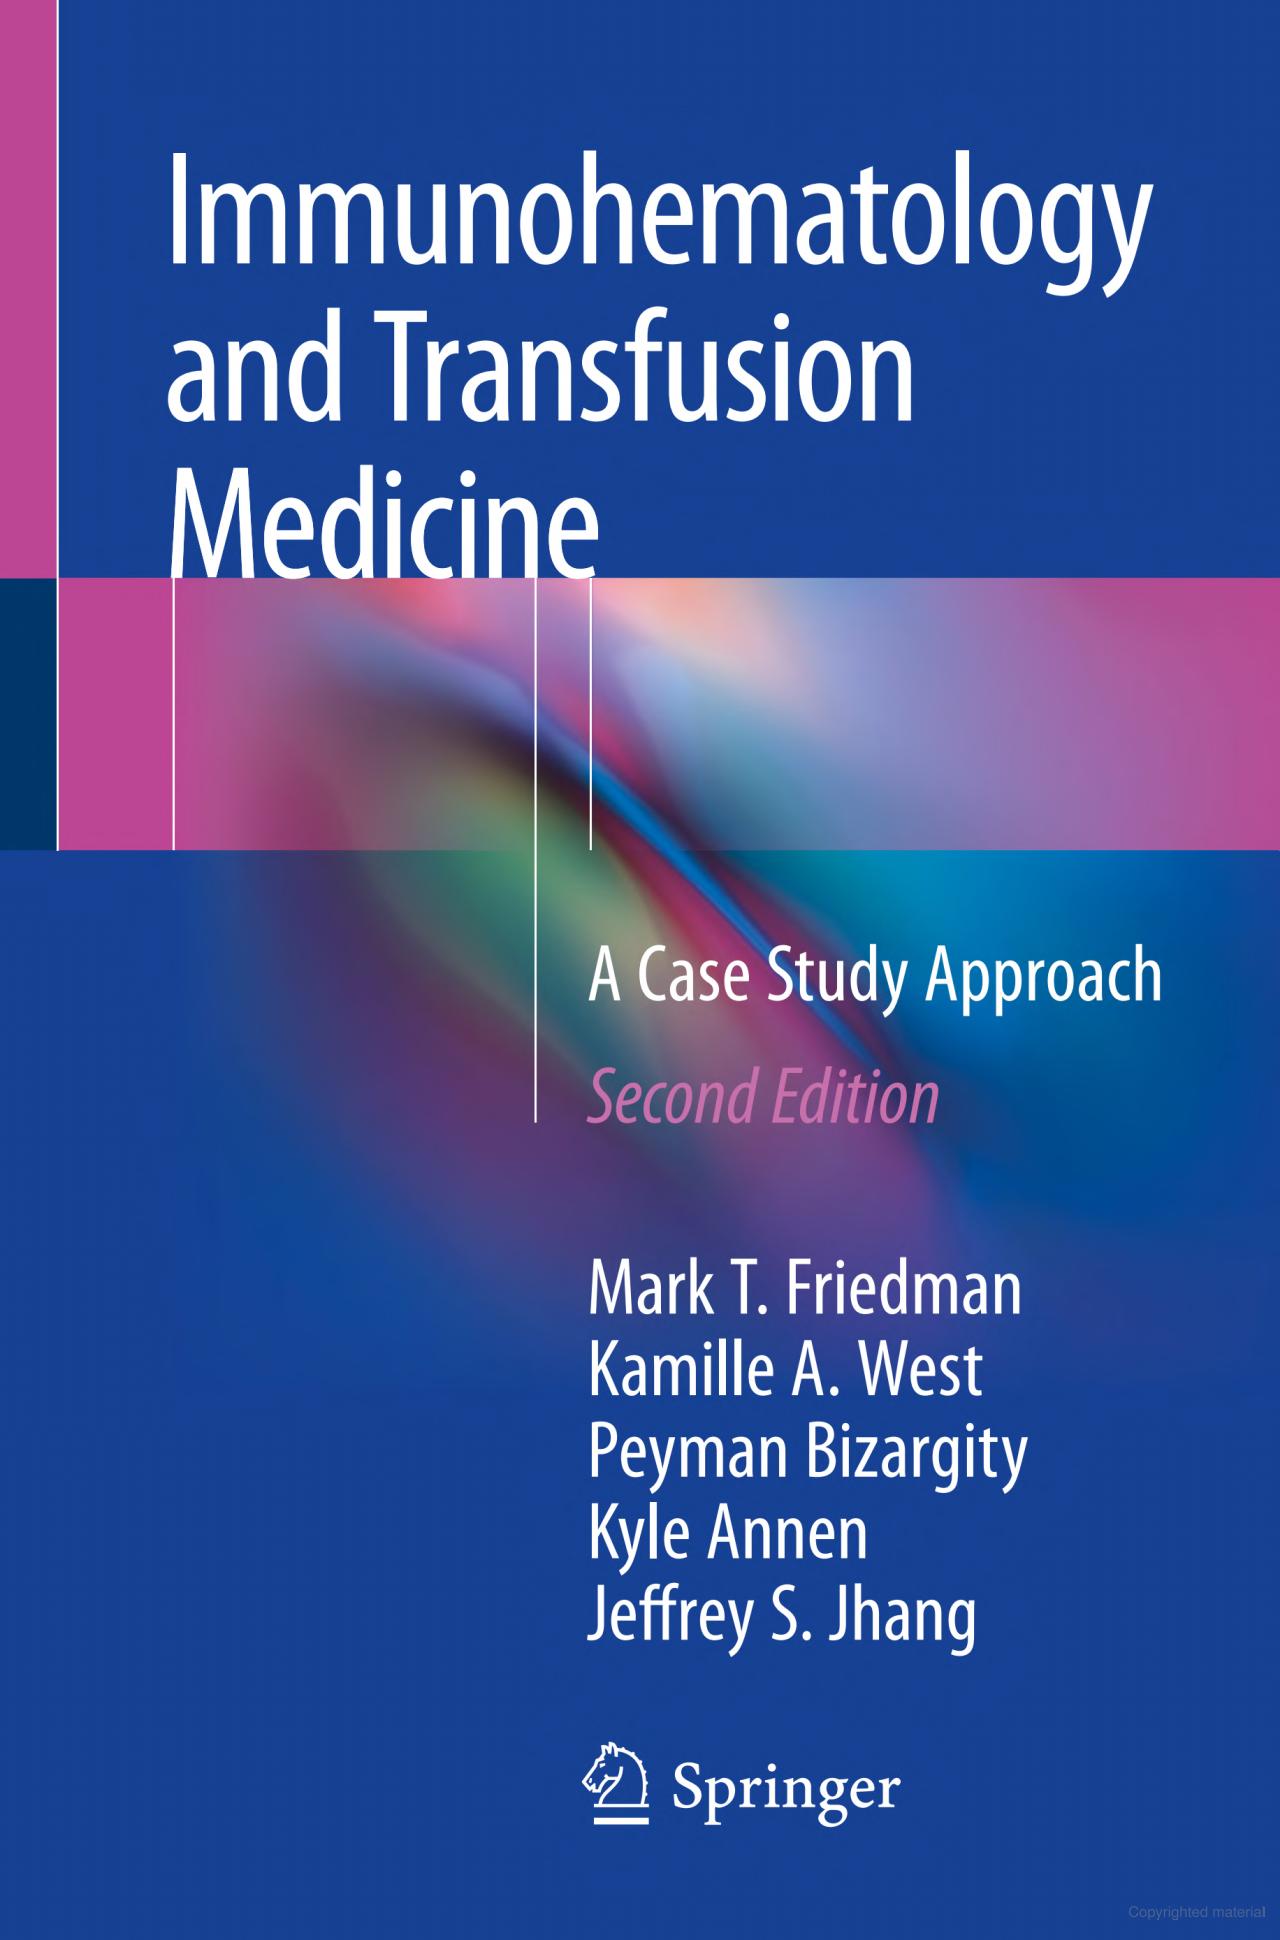 Immunohematology
and Transfusion
Medicine
A Case Study Approach
Second Edition
Mark T. Friedman
Kamille A. West
Peyman Bizargity
Kyle Annen
Jeffrey S. Jhang
Springer
Copyrighted material